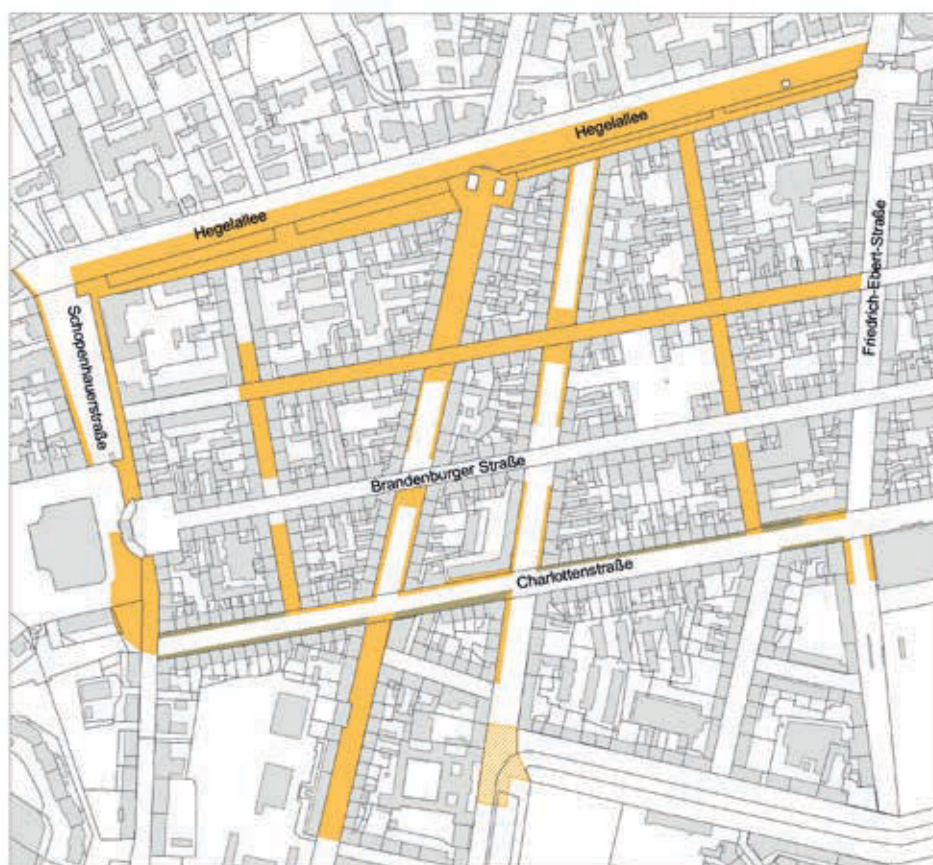 Hegelallee
Hegelallee
Friedrich-Ebert-Straße
Schopenhauerstraße
Brandenburger Straße
Charlottenstraße